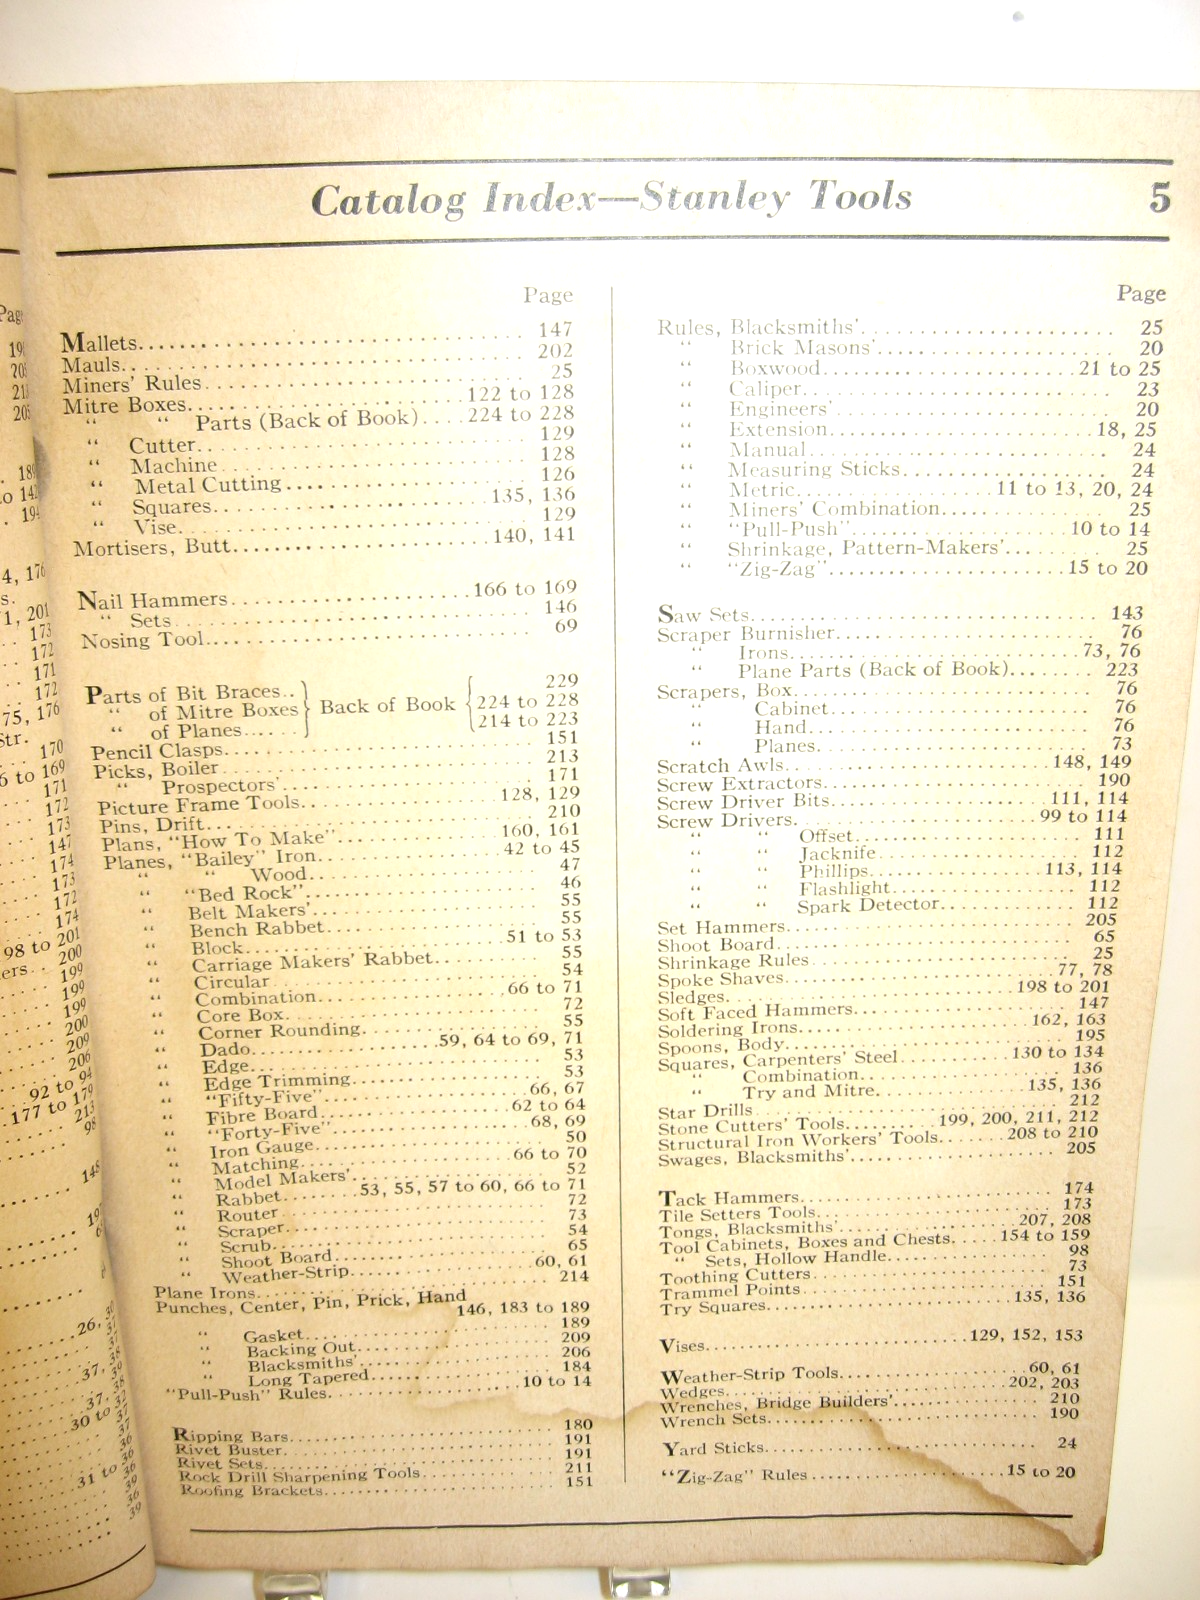 Catalog Index—Stanley Tools 5
Page
Mallets 147
Mauls 202
Miners' Rules 25
Mitre Boxes 122 to 128
“ “ Parts (Back of Book) 224 to 228
“ Cutter 129
“ Machine 128
“ Metal Cutting 126
“ Squares 135, 136
“ Vise 129
Mortisers, Butt 140, 141
Nail Hammers 166 to 169
“ Sets 146
Nosing Tool 69
Parts of Bit Braces 229
“ of Mitre Boxes Back of Book 224 to 228
“ of Planes 214 to 223
Pencil Clasps 151
Picks, Boiler 213
“ Prospectors' 171
Picture Frame Tools 128, 129
Pins, Drift 210
Plans, “How To Make” 160, 161
Planes, “Bailey” Iron 42 to 45
“ “ Wood 47
“ “Bed Rock” 46
“ Belt Makers' 55
“ Bench Rabbet 55
“ Block 51 to 53
“ Carriage Makers' Rabbet 55
“ Circular 54
“ Combination 66 to 71
“ Core Box 72
“ Corner Rounding 55
“ Dado 59, 64 to 69, 71
“ Edge 53
“ Edge Trimming 53
“ “Fifty-Five” 66, 67
“ Fibre Board 62 to 64
“ “Forty-Five” 68, 69
“ Iron Gauge 50
“ Matching 66 to 70
“ Model Makers' 52
“ Rabbet 53, 55, 57 to 60, 66 to 71
“ Router 72
“ Scraper 73
“ Scrub 54
“ Shoot Board 65
“ Weather-Strip 60, 61
Plane Irons 214
Punches, Center, Pin, Prick, Hand
146, 183 to 189
“ Gasket 189
“ Backing Out 209
“ Blacksmiths' 206
“ Long Tapered 184
“Pull-Push” Rules 10 to 14
Ripping Bars 180
Rivet Buster 191
Rivet Sets 191
Rock Drill Sharpening Tools 211
Roofing Brackets 151
Page
Rules, Blacksmiths' 25
“ Brick Masons' 20
“ Boxwood 21 to 25
“ Caliper 23
“ Engineers' 20
“ Extension 18, 25
“ Manual 24
“ Measuring Sticks 24
“ Metric 11 to 13, 20, 24
“ Miners' Combination 25
“ “Pull-Push” 10 to 14
“ Shrinkage, Pattern-Makers' 25
“ “Zig-Zag” 15 to 20
Saw Sets 143
Scraper Burnisher 76
“ Irons 73, 76
“ Plane Parts (Back of Book) 223
Scrapers, Box 76
“ Cabinet 76
“ Hand 76
“ Planes 73
Scratch Awls 148, 149
Screw Extractors 190
Screw Driver Bits 111, 114
Screw Drivers 99 to 114
“ “ Offset 111
“ “ Jacknife 112
“ “ Phillips 113, 114
“ “ Flashlight 112
“ “ Spark Detector 112
Set Hammers 205
Shoot Board 65
Shrinkage Rules 25
Spoke Shaves 77, 78
Sledges 198 to 201
Soft Faced Hammers 147
Soldering Irons 162, 163
Spoons, Body 195
Squares, Carpenters' Steel 130 to 134
“ Combination 136
“ Try and Mitre 135, 136
Star Drills 212
Stone Cutters' Tools 199, 200, 211, 212
Structural Iron Workers' Tools 208 to 210
Swages, Blacksmiths' 205
Tack Hammers 174
Tile Setters Tools 173
Tongs, Blacksmiths' 207, 208
Tool Cabinets, Boxes and Chests 154 to 159
“ Sets, Hollow Handle 98
Toothing Cutters 73
Trammel Points 151
Try Squares 135, 136
Vises 129, 152, 153
Weather-Strip Tools 60, 61
Wedges 202, 203
Wrenches, Bridge Builders' 210
Wrench Sets 190
Yard Sticks 24
“Zig-Zag” Rules 15 to 20